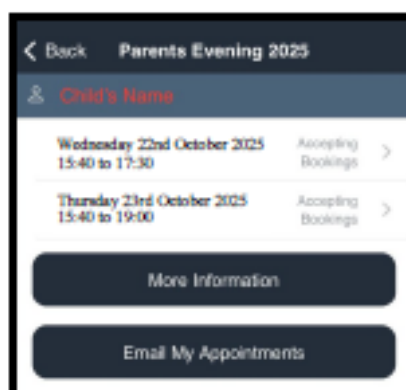 Back Parents Evening 2025
Child's Name
Wednesday 22nd October 2025 Accepting
15:40 to 17:30 Bookings
Thursday 23rd October 2025 Accepting
15:40 to 19:00 Bookings
More Information
Email My Appointments